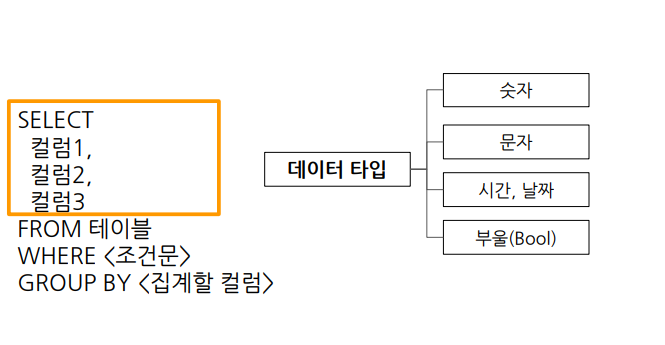 SELECT
컬럼1,
컬럼2,
컬럼3
FROM 테이블
WHERE <조건문>
GROUP BY <집계할 컬럼>
데이터 타입
숫자
문자
시간, 날짜
부울(Bool)